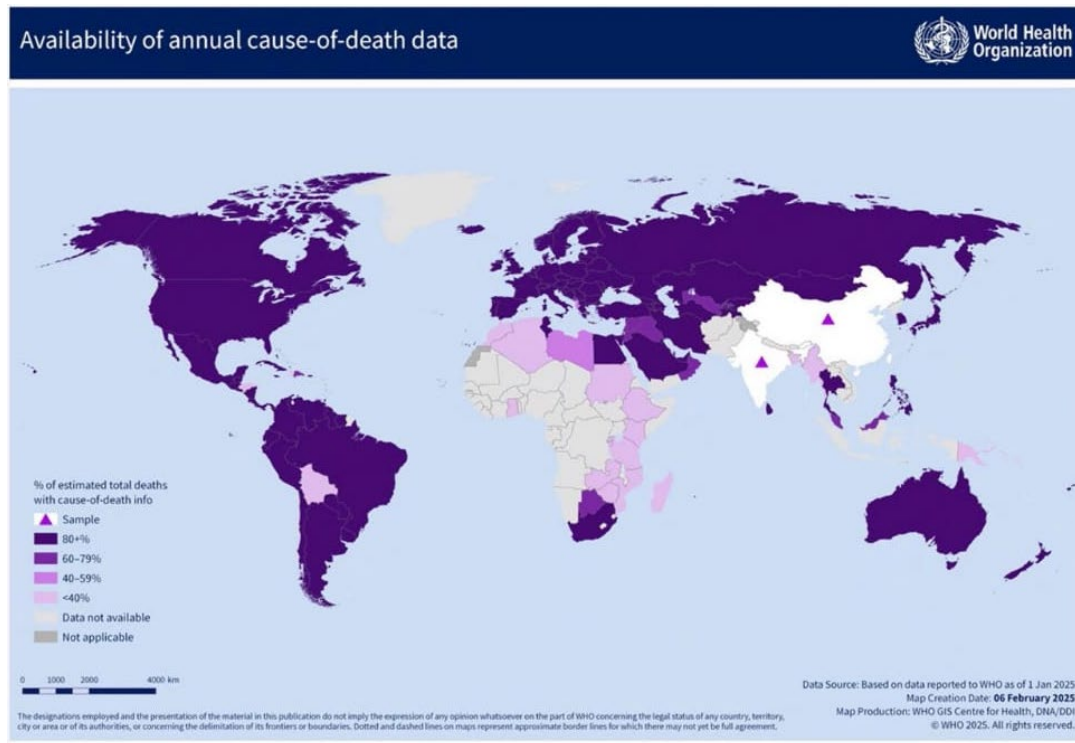 Availability of annual cause-of-death data
World Health
Organization
% of estimated total deaths
with cause-of-death info
Sample
80+%
60–79%
40–59%
<40%
Data not available
Not applicable
0 1000 2000 4000 km
Data Source: Based on data reported to WHO as of 1 Jan 2025
Map Creation Date: 06 February 2025
Map Production: WHO GIS Centre for Health, DNA/DDI
© WHO 2025. All rights reserved.
The designations employed and the presentation of the material in this publication do not imply the expression of any opinion whatsoever on the part of WHO concerning the legal status of any country, territory,
city or area or of its authorities, or concerning the delimitation of its frontiers or boundaries. Dotted and dashed lines on maps represent approximate border lines for which there may not yet be full agreement.